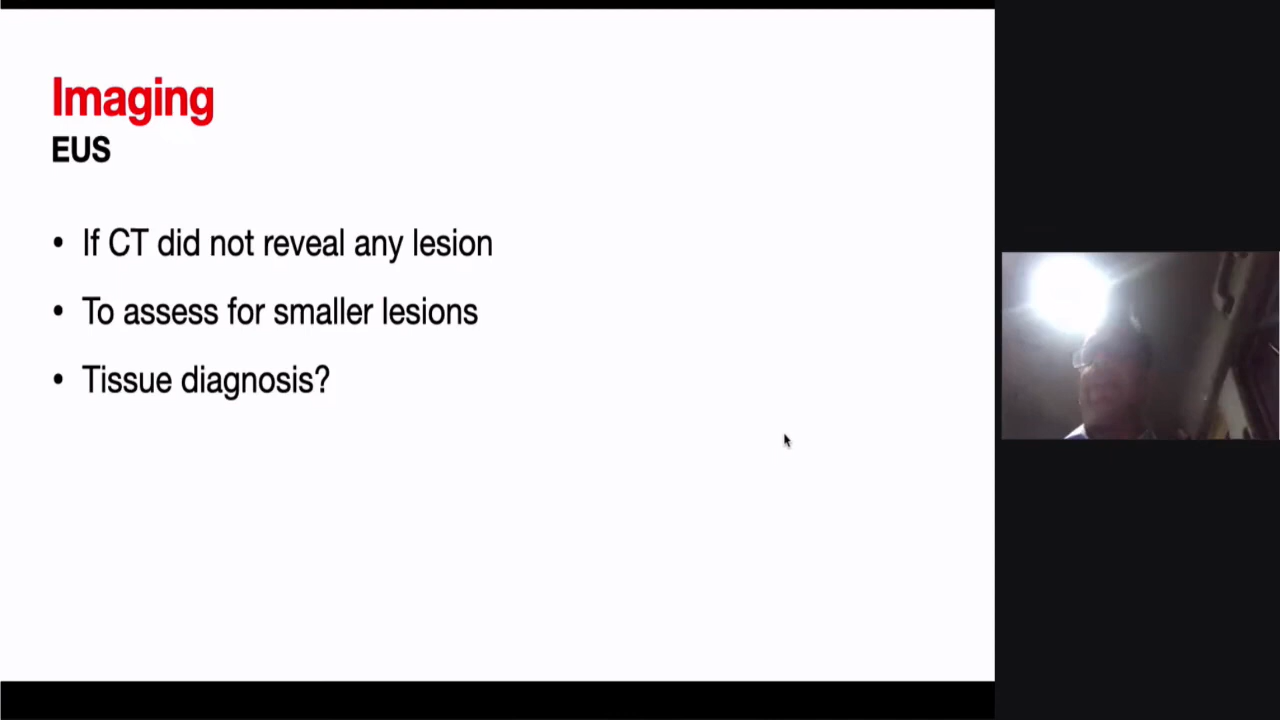 Imaging
EUS
• If CT did not reveal any lesion
• To assess for smaller lesions
• Tissue diagnosis?